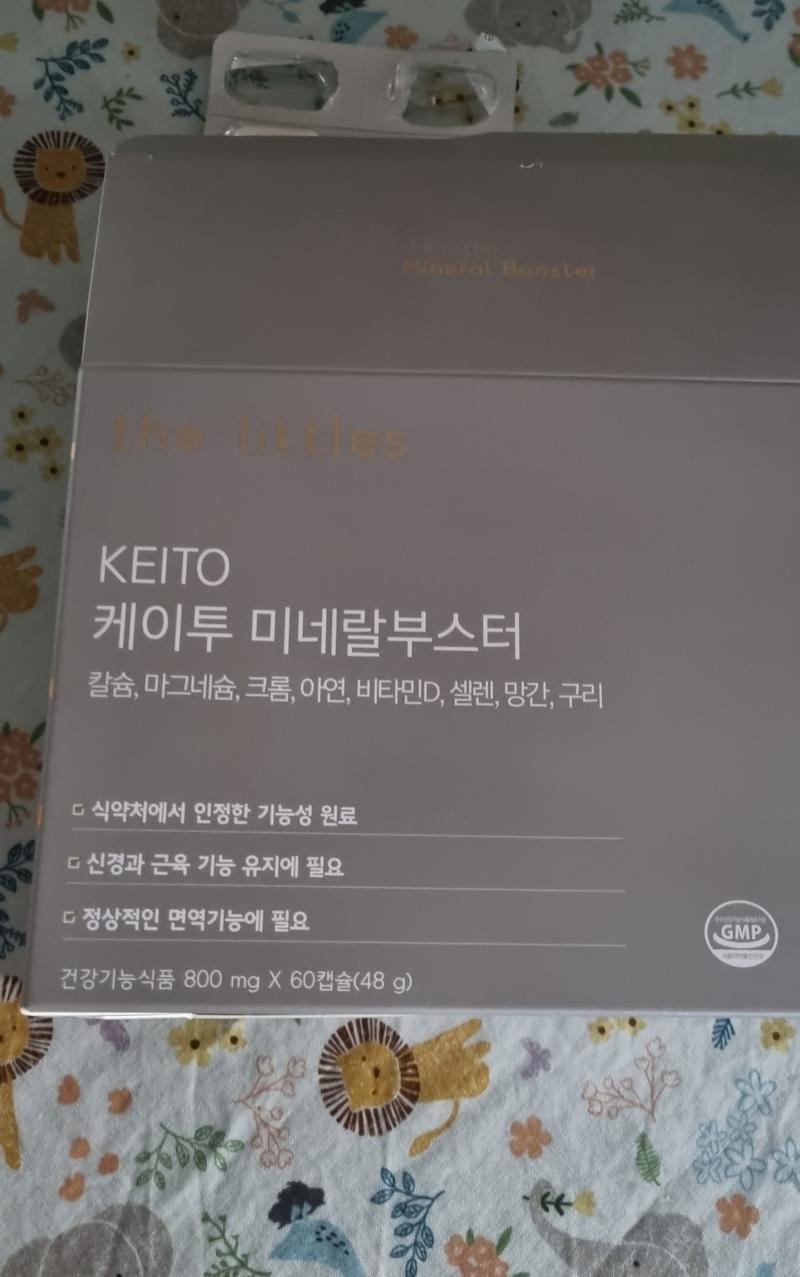 Mineral Booster
the littles
KEITO
케이투 미네랄부스터
칼슘, 마그네슘, 크롬, 아연, 비타민D, 셀렌, 망간, 구리
식약처에서 인정한 기능성 원료
신경과 근육 기능 유지에 필요
정상적인 면역기능에 필요
GMP
건강기능식품 800 mg X 60캡슐(48 g)